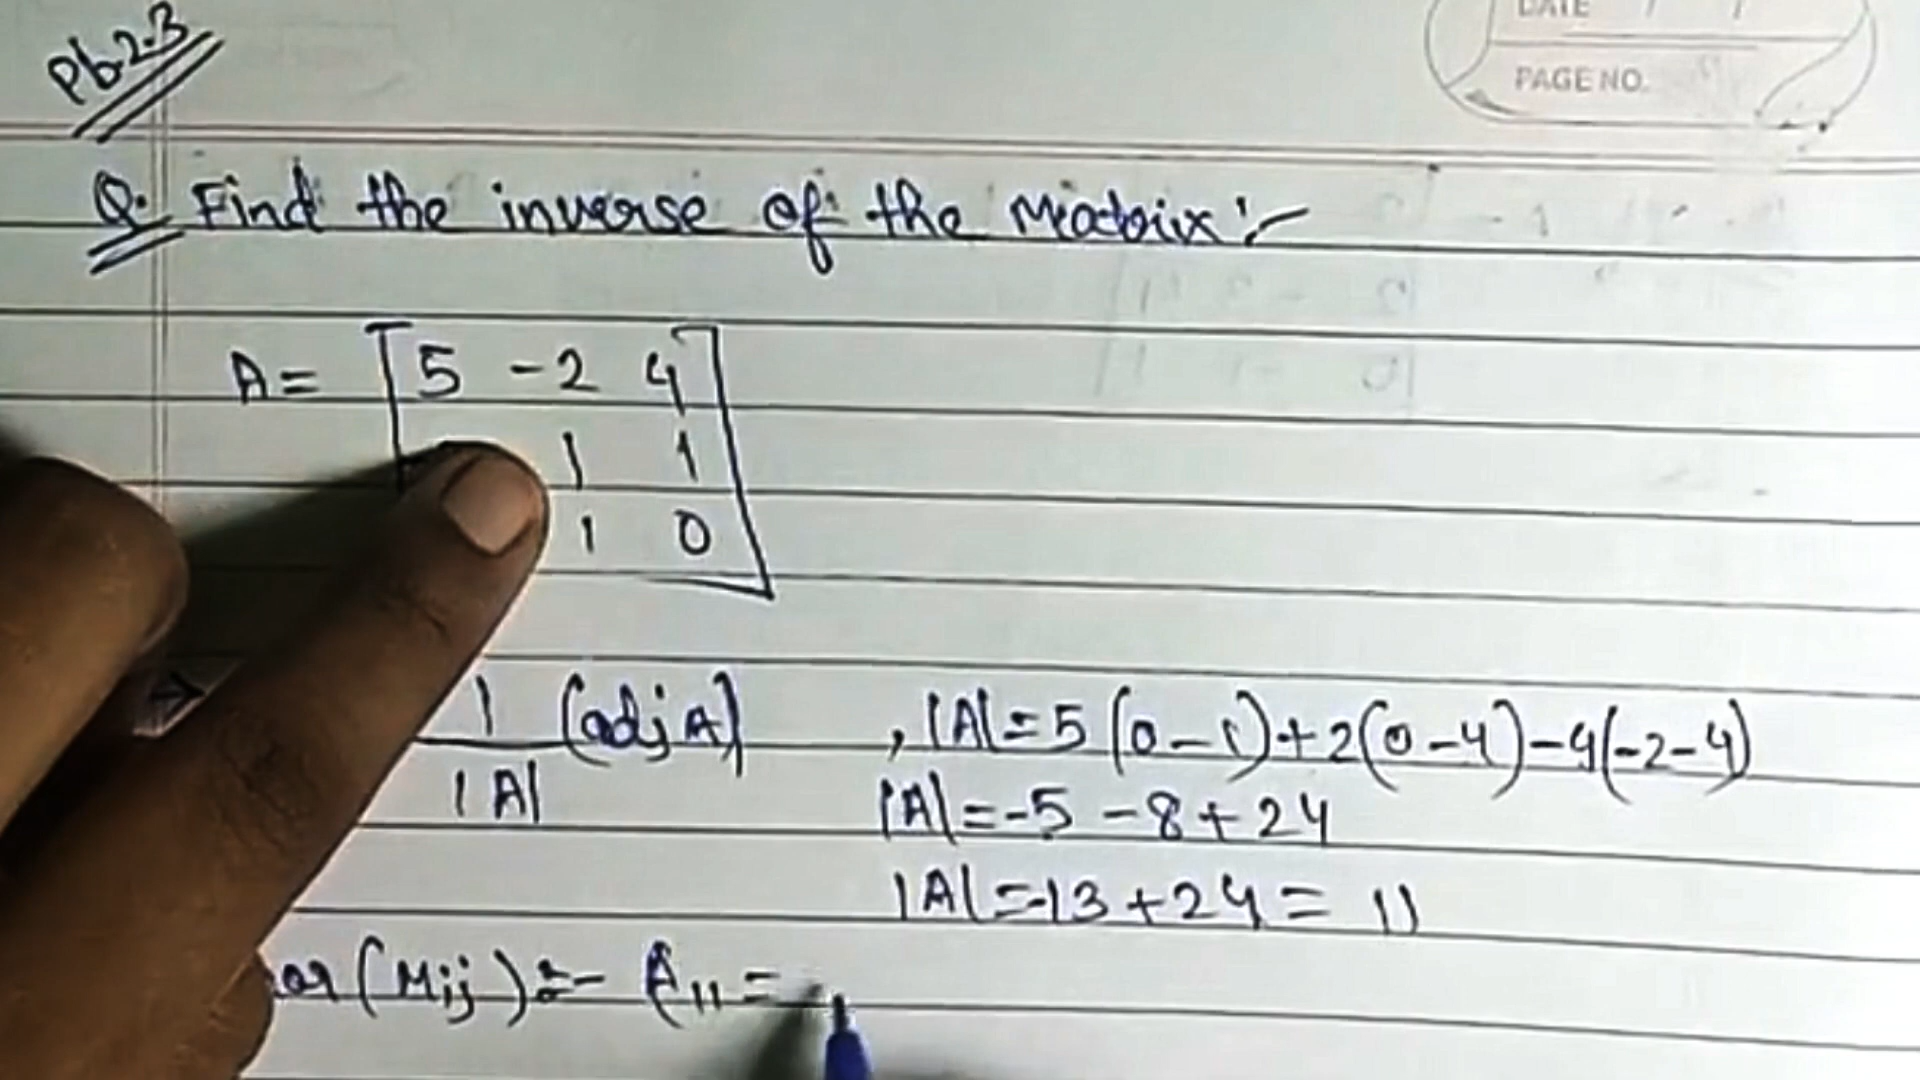 Pb2.3
DATE / /
PAGE NO.
Q. Find the inverse of the Matrix :-
A = [5 -2 4
1 1
1 0]
1/|A| (adj A) , |A| = 5(0-1)+2(0-4)-4(-2-4)
|A| = -5 -8+24
|A| = -13+24 = 11
or (Mij) :- A11 =